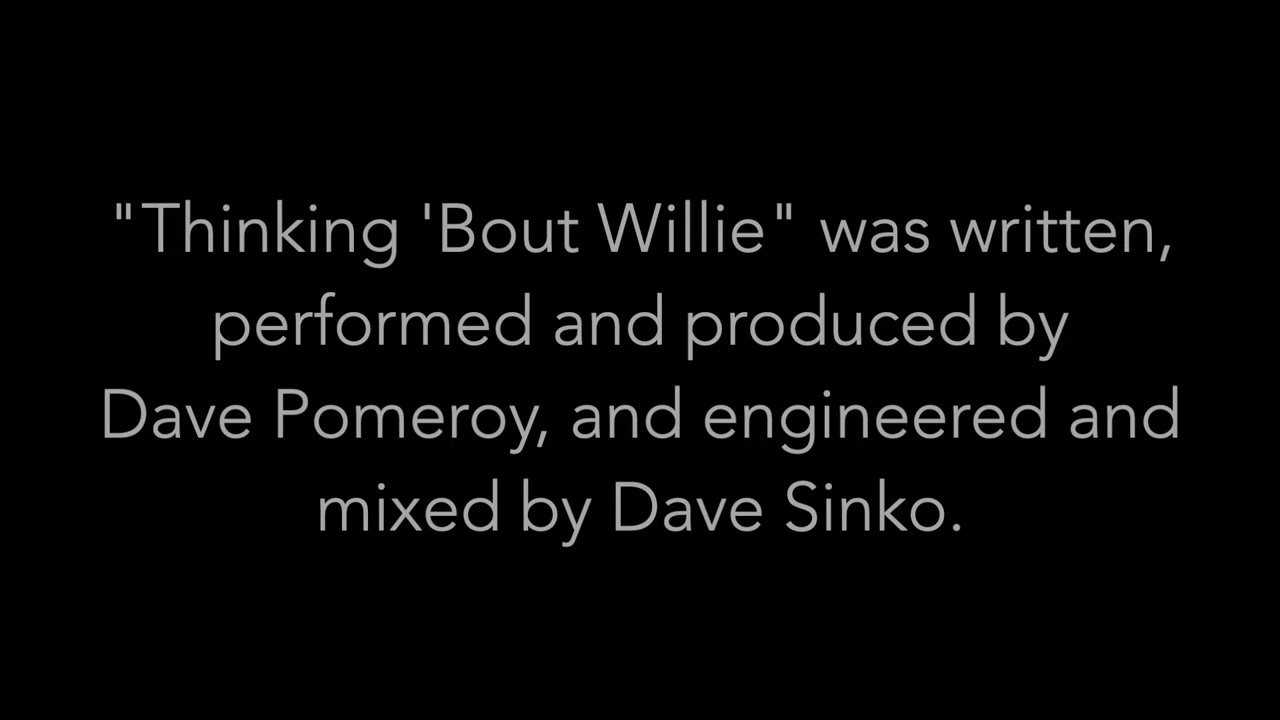 "Thinking 'Bout Willie" was written,
performed and produced by
Dave Pomeroy, and engineered and
mixed by Dave Sinko.